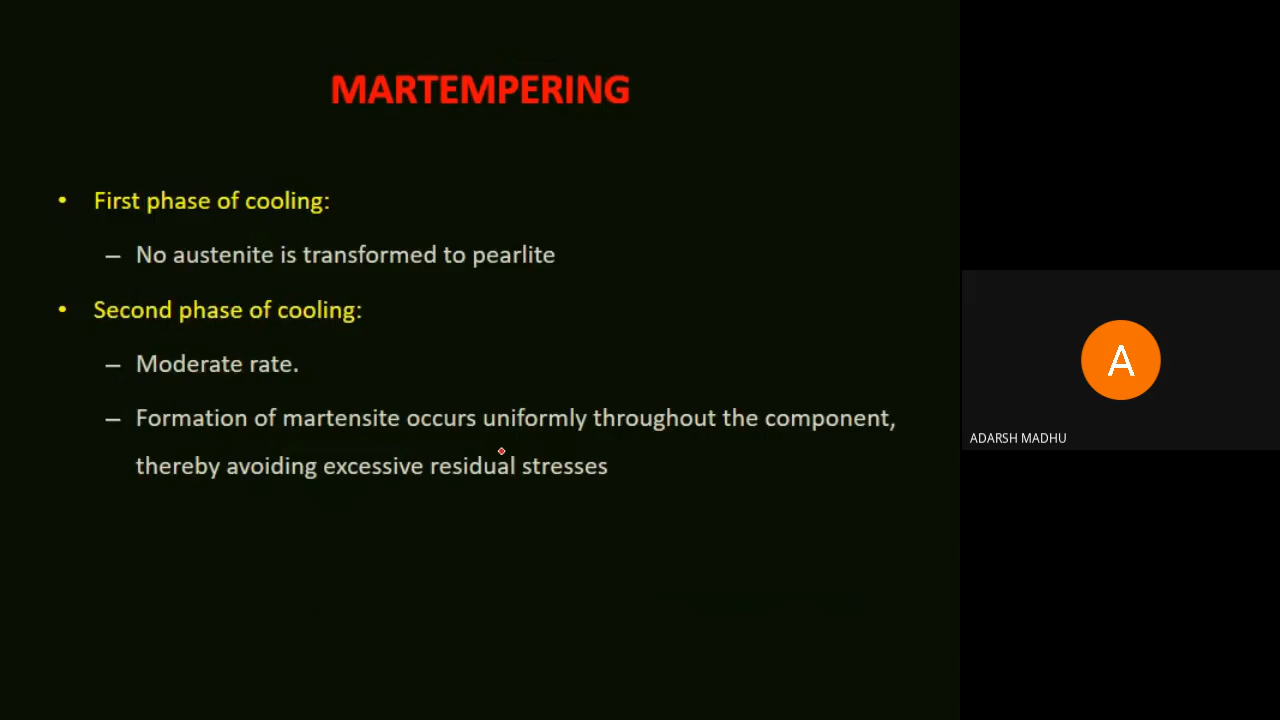 MARTEMPERING
• First phase of cooling:
– No austenite is transformed to pearlite
• Second phase of cooling:
– Moderate rate.
– Formation of martensite occurs uniformly throughout the component,
thereby avoiding excessive residual stresses
A
ADARSH MADHU